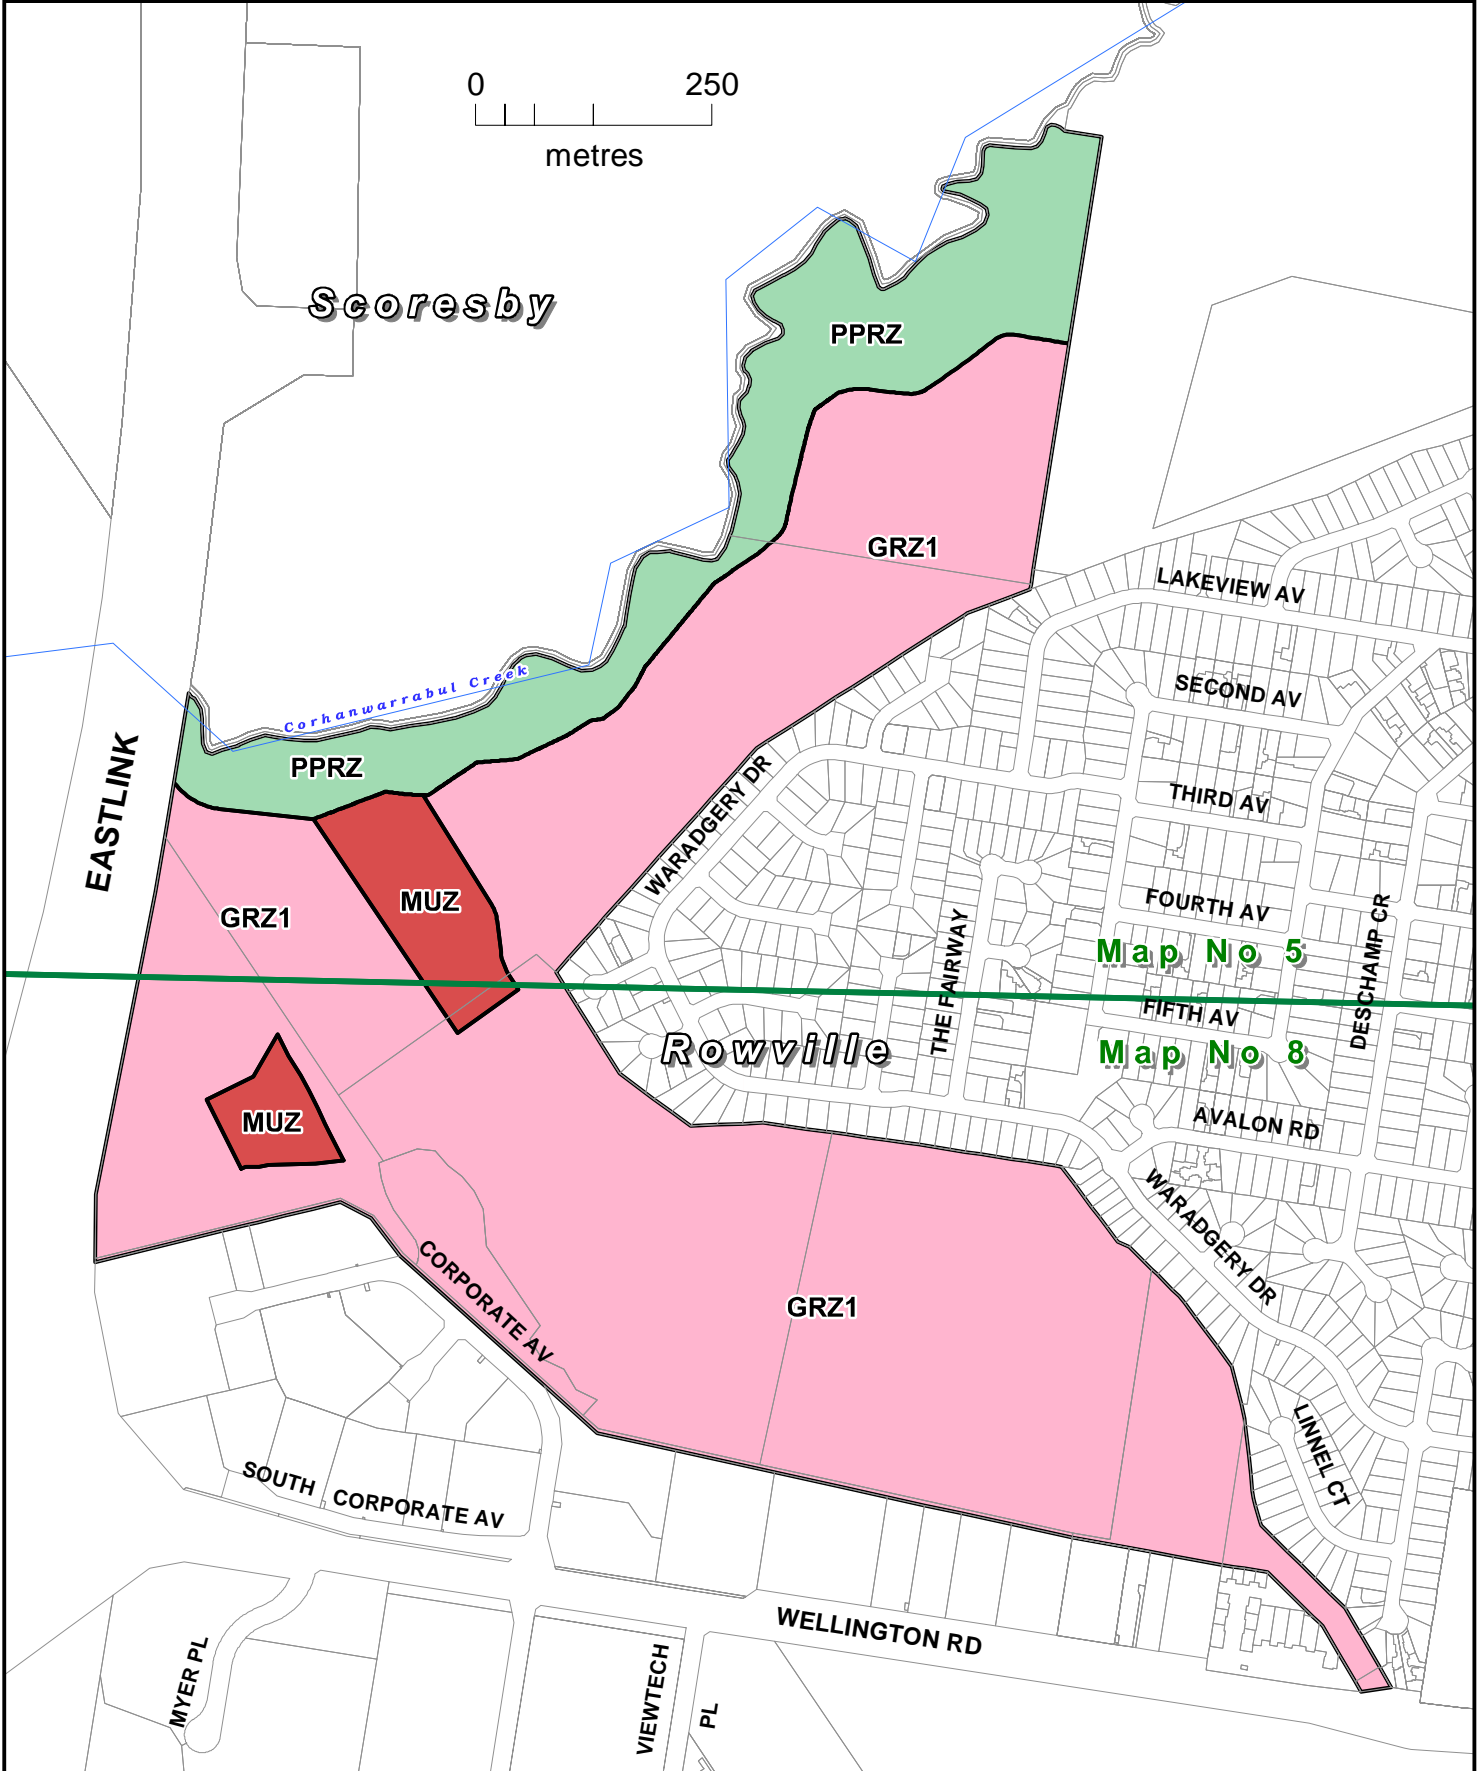 0 250
metres
Scoresby
PPRZ
GRZ1
LAKEVIEW AV
SECOND AV
Corhanwarrabul Creek
PPRZ
EASTLINK
WARADGERY DR
THIRD AV
MUZ
GRZ1
FOURTH AV
THE FAIRWAY
DESCHAMP CR
Map No 5
FIFTH AV
Rowville
Map No 8
MUZ
AVALON RD
WARADGERY DR
CORPORATE AV
GRZ1
LINNEL CT
SOUTH CORPORATE AV
WELLINGTON RD
MYER PL
VIEWTECH
PL